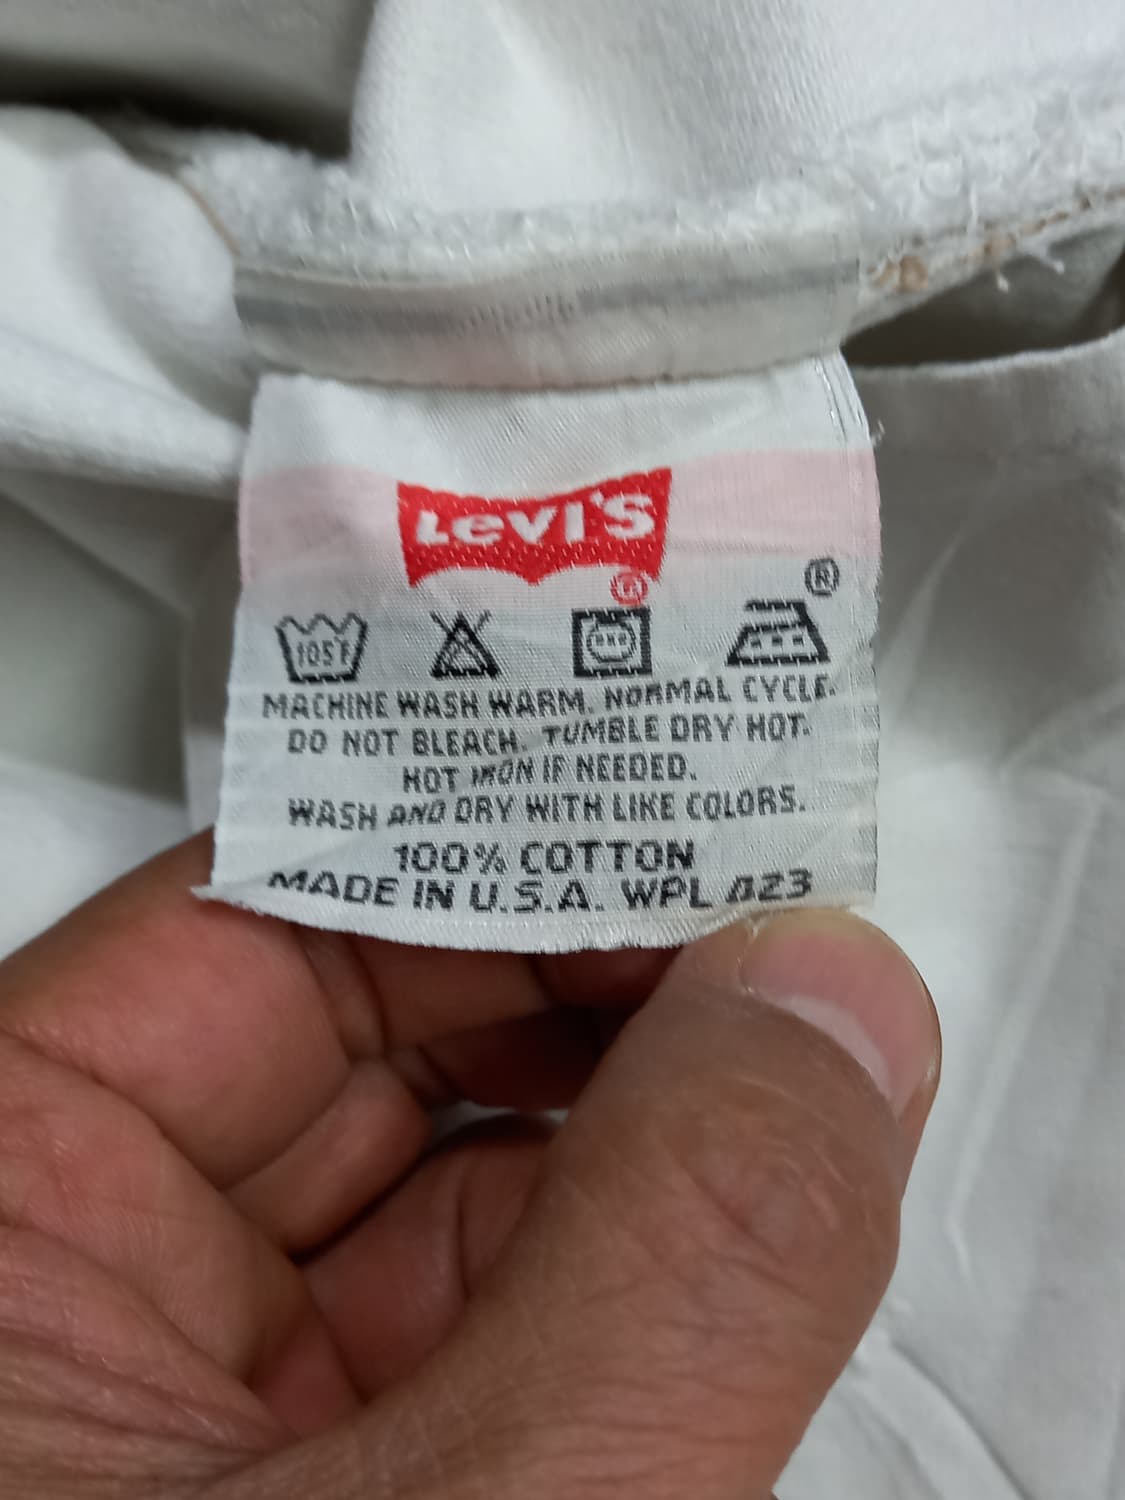 Levi's
®
®
105F
MACHINE WASH WARM. NORMAL CYCLE.
DO NOT BLEACH. TUMBLE DRY HOT.
HOT IRON IF NEEDED.
WASH AND DRY WITH LIKE COLORS.
100% COTTON
MADE IN U.S.A. WPL 423